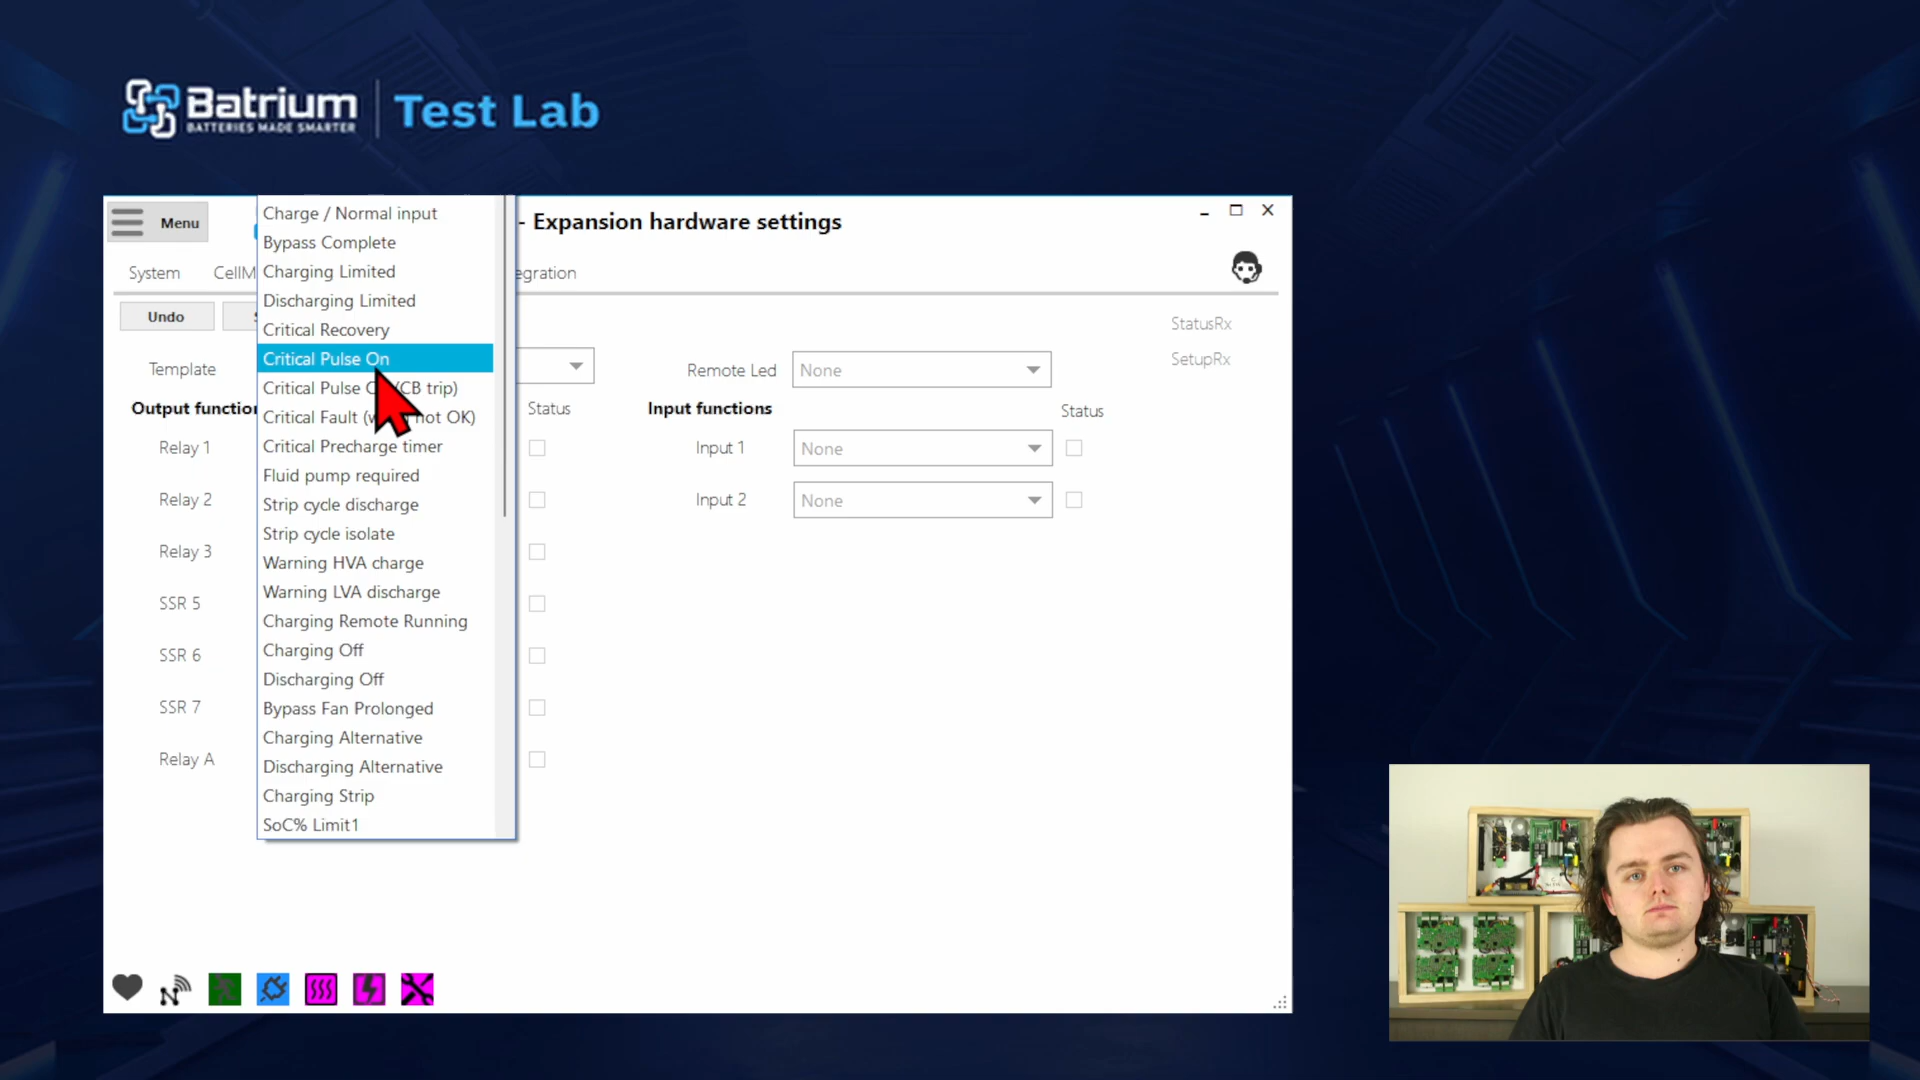 Batrium
BATTERIES MADE SMARTER
Test Lab
Menu
- Expansion hardware settings
System
CellM
egration
Undo
StatusRx
SetupRx
Template
Remote Led
None
Output function
Status
Input functions
Status
Relay 1
Input 1
None
Relay 2
Input 2
None
Relay 3
SSR 5
SSR 6
SSR 7
Relay A
Charge / Normal input
Bypass Complete
Charging Limited
Discharging Limited
Critical Recovery
Critical Pulse On
Critical Pulse (CB trip)
Critical Fault ( not OK)
Critical Precharge timer
Fluid pump required
Strip cycle discharge
Strip cycle isolate
Warning HVA charge
Warning LVA discharge
Charging Remote Running
Charging Off
Discharging Off
Bypass Fan Prolonged
Charging Alternative
Discharging Alternative
Charging Strip
SoC% Limit1
N